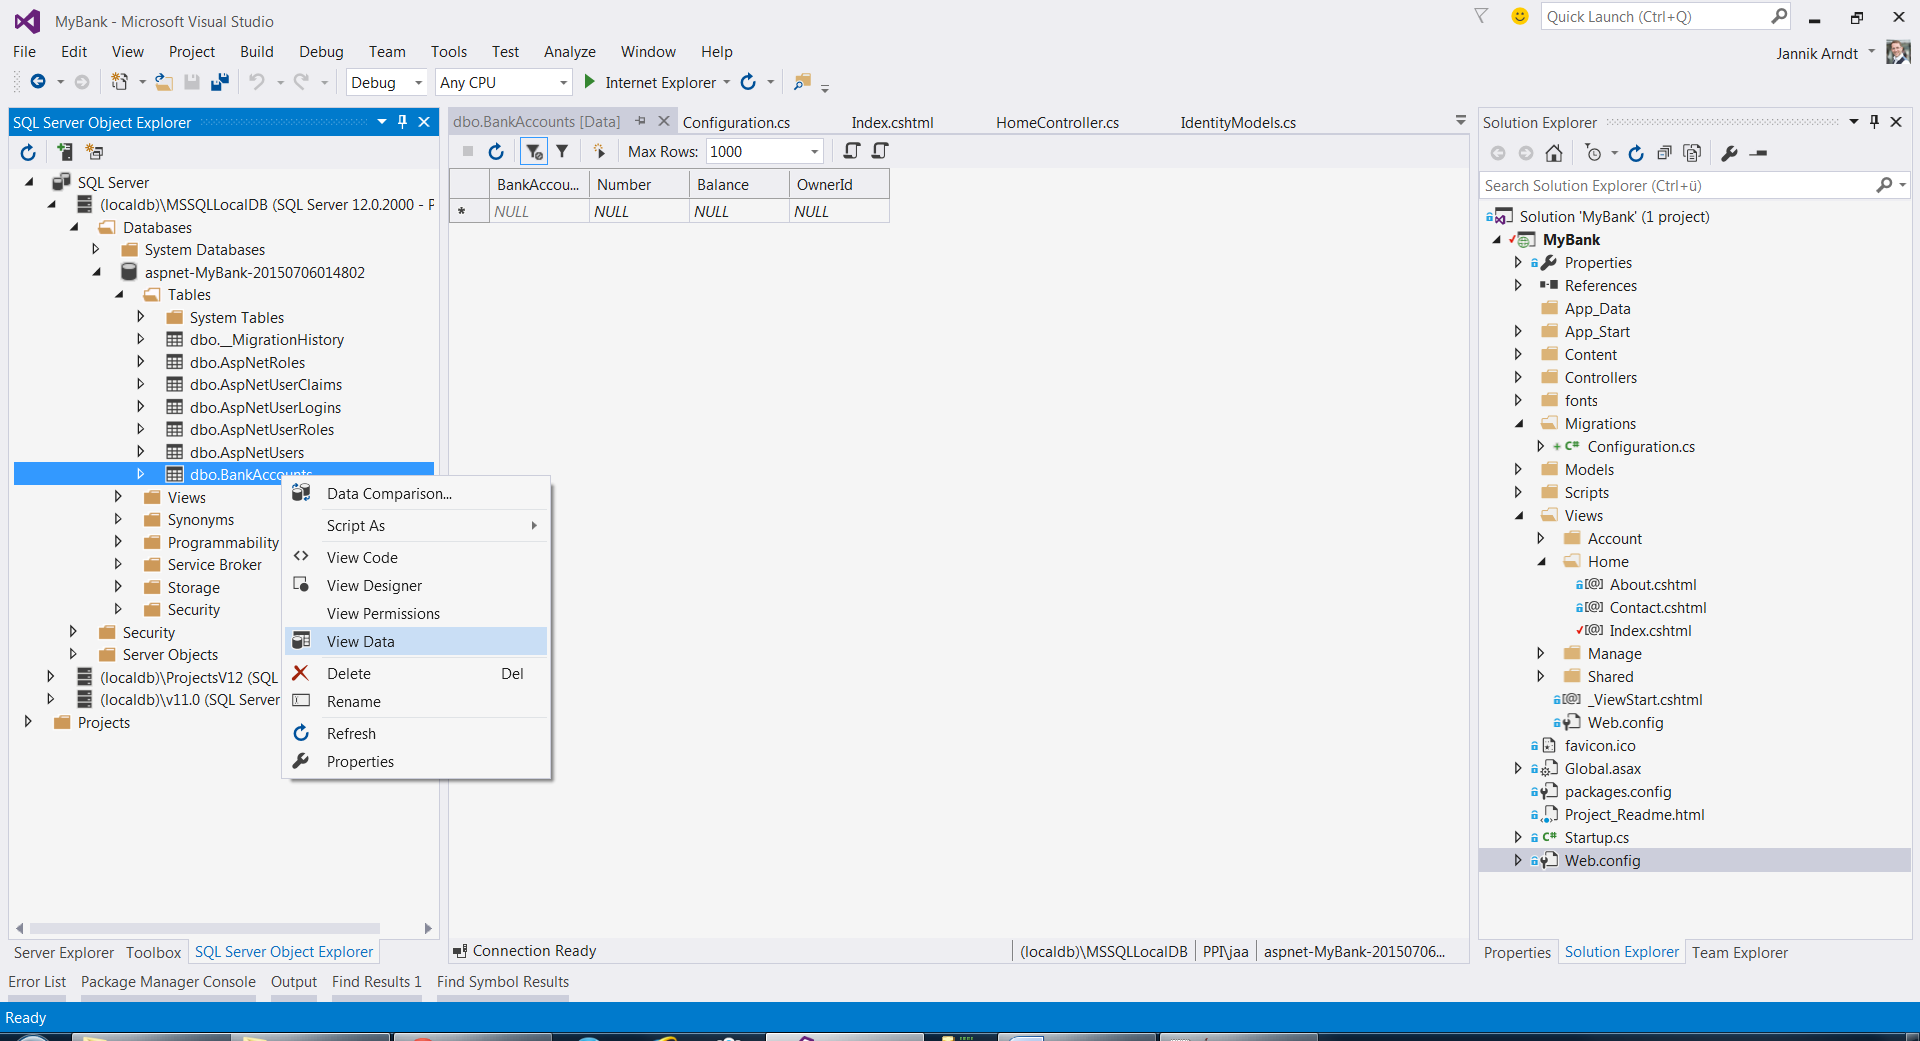 MyBank - Microsoft Visual Studio
Quick Launch (Ctrl+Q)
File Edit View Project Build Debug Team Tools Test Analyze Window Help
Jannik Arndt
Debug Any CPU Internet Explorer
SQL Server Object Explorer
SQL Server
(localdb)\MSSQLLocalDB (SQL Server 12.0.2000 - P
Databases
System Databases
aspnet-MyBank-20150706014802
Tables
System Tables
dbo.__MigrationHistory
dbo.AspNetRoles
dbo.AspNetUserClaims
dbo.AspNetUserLogins
dbo.AspNetUserRoles
dbo.AspNetUsers
dbo.BankAccounts
Views
Synonyms
Programmability
Service Broker
Storage
Security
Security
Server Objects
(localdb)\ProjectsV12 (SQL
(localdb)\v11.0 (SQL Server
Projects
Data Comparison...
Script As
View Code
View Designer
View Permissions
View Data
Delete Del
Rename
Refresh
Properties
Server Explorer Toolbox SQL Server Object Explorer
dbo.BankAccounts [Data] Configuration.cs Index.cshtml HomeController.cs IdentityModels.cs
Max Rows: 1000
BankAccou... Number Balance OwnerId
* NULL NULL NULL NULL
Connection Ready
(localdb)\MSSQLLocalDB PPI\jaa aspnet-MyBank-20150706...
Solution Explorer
Search Solution Explorer (Ctrl+ü)
Solution 'MyBank' (1 project)
MyBank
Properties
References
App_Data
App_Start
Content
Controllers
fonts
Migrations
C# Configuration.cs
Models
Scripts
Views
Account
Home
[@] About.cshtml
[@] Contact.cshtml
[@] Index.cshtml
Manage
Shared
[@] _ViewStart.cshtml
Web.config
favicon.ico
Global.asax
packages.config
Project_Readme.html
C# Startup.cs
Web.config
Properties Solution Explorer Team Explorer
Error List Package Manager Console Output Find Results 1 Find Symbol Results
Ready